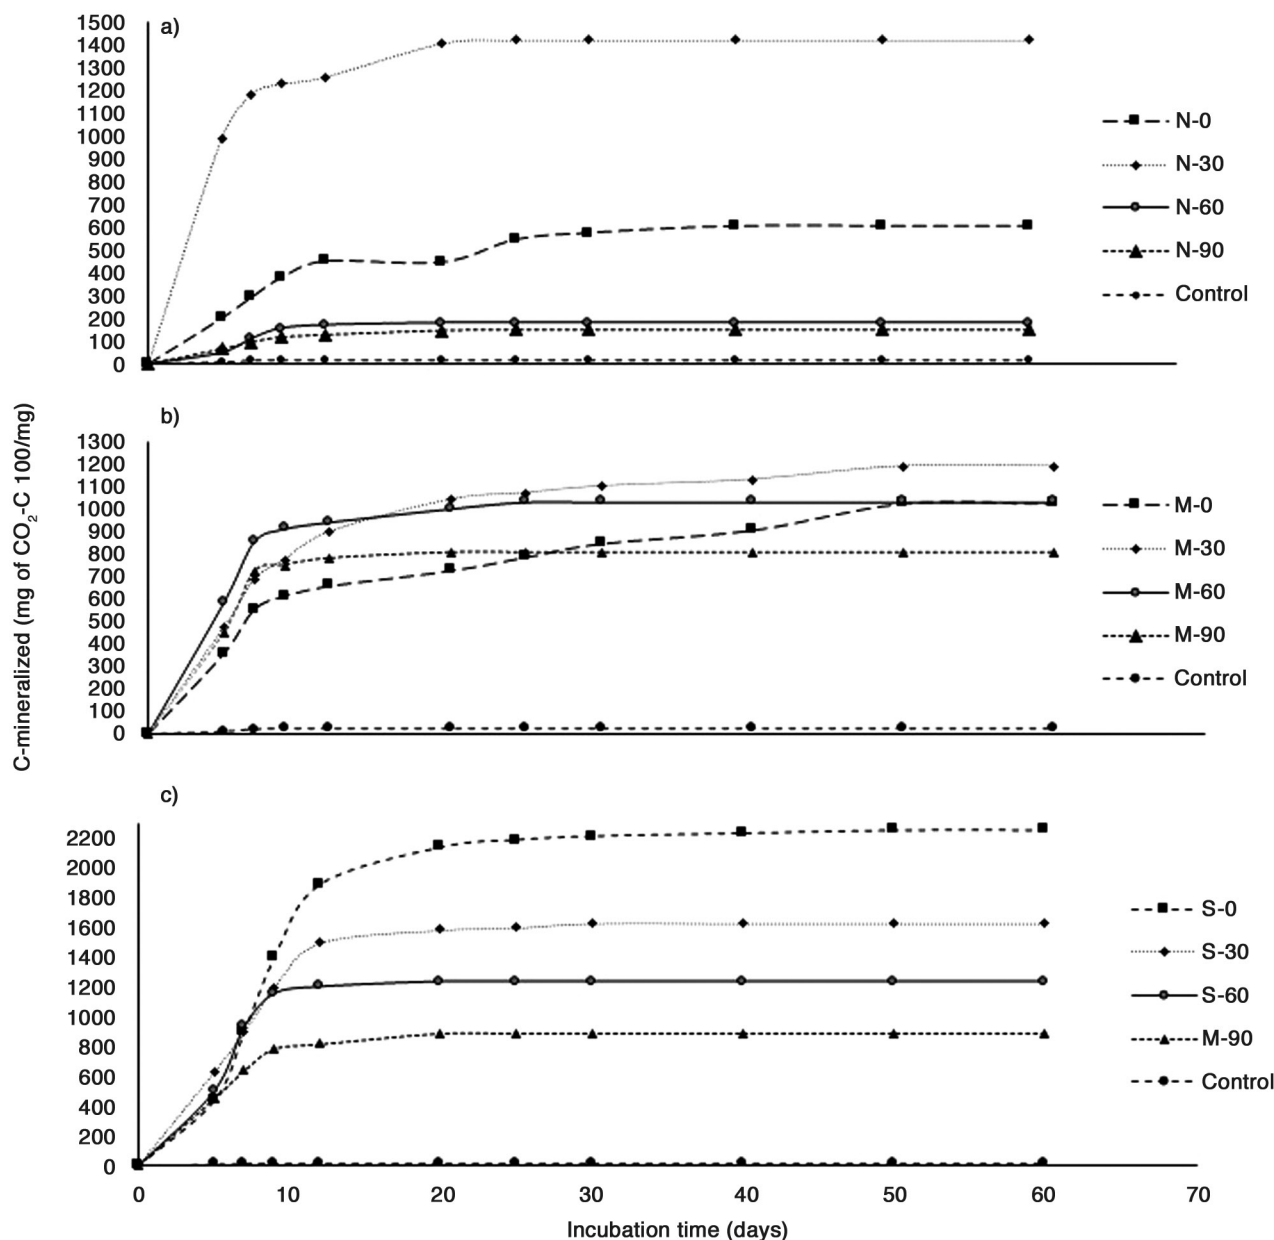 a)
1500
1400
1300
1200
1100
1000
900
800
700
600
500
400
300
200
100
0
N-0
N-30
N-60
N-90
Control
C-mineralized (mg of CO₂-C 100/mg)
b)
1300
1200
1100
1000
900
800
700
600
500
400
300
200
100
0
M-0
M-30
M-60
M-90
Control
c)
2200
2000
1800
1600
1400
1200
1000
800
600
400
200
0
S-0
S-30
S-60
M-90
Control
0 10 20 30 40 50 60 70
Incubation time (days)